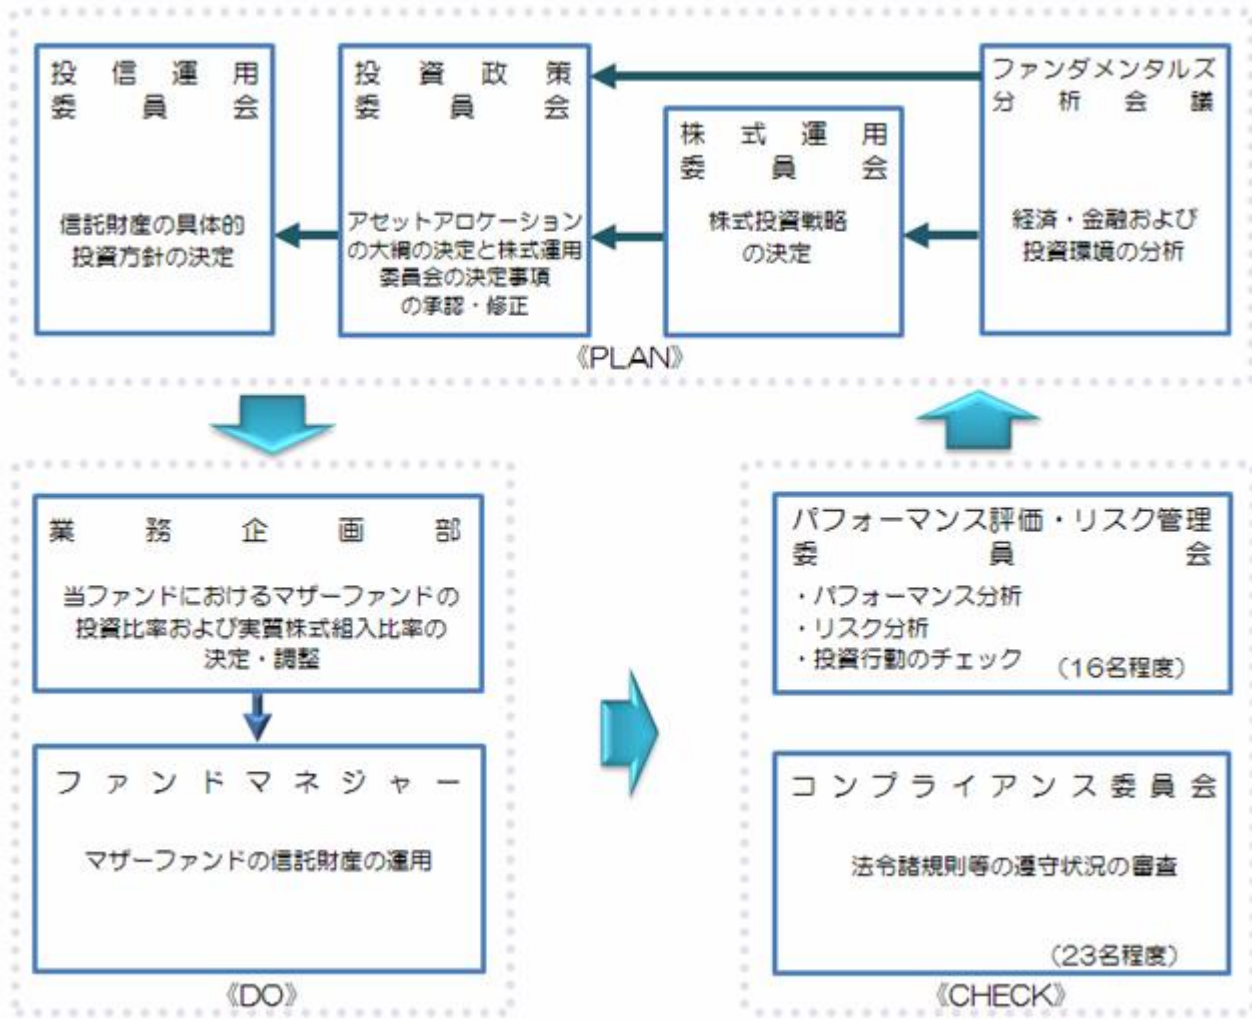 投信運用
委員会
信託財産の具体的
投資方針の決定
投資政策
委員会
アセットアロケーション
の大綱の決定と株式運用
委員会の決定事項
の承認・修正
株式運用
委員会
株式投資戦略
の決定
ファンダメンタルズ
分析会議
経済・金融および
投資環境の分析
《PLAN》
業務企画部
当ファンドにおけるマザーファンドの
投資比率および実質株式組入比率の
決定・調整
ファンドマネジャー
マザーファンドの信託財産の運用
《DO》
パフォーマンス評価・リスク管理
委員会
・パフォーマンス分析
・リスク分析
・投資行動のチェック
（16名程度）
コンプライアンス委員会
法令諸規則等の遵守状況の審査
（23名程度）
《CHECK》